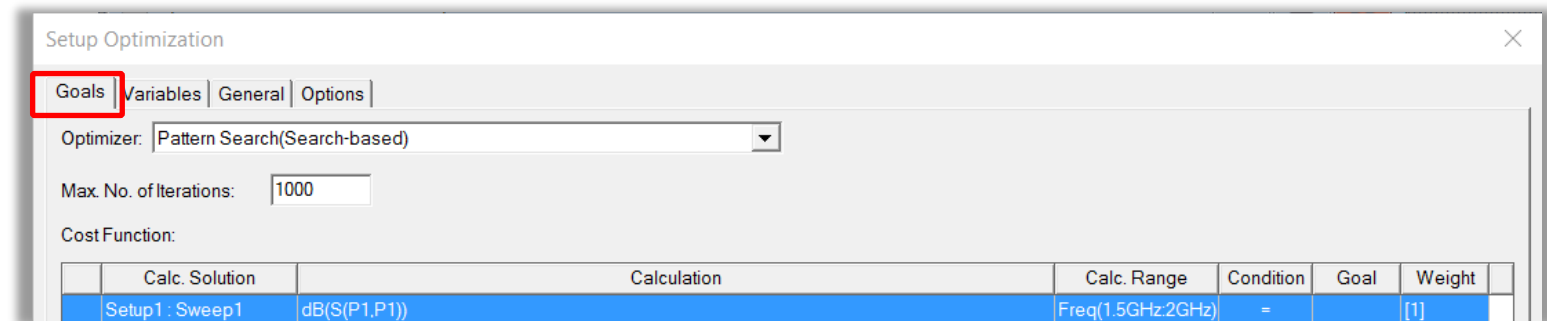 Setup Optimization
Goals Variables General Options
Optimizer: Pattern Search(Search-based)
Max. No. of Iterations: 1000
Cost Function:
Calc. Solution Calculation Calc. Range Condition Goal Weight
Setup1 : Sweep1 dB(S(P1,P1)) Freq(1.5GHz:2GHz) = [1]